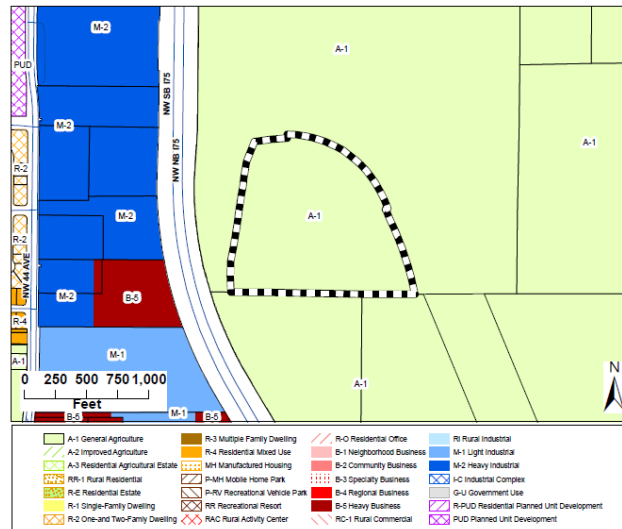 M-2
A-1
PUD
NW SB I75
A-1
M-2
NW NB I75
R-2
A-1
M-2
R-2
NW 44 AVE
M-2
B-5
R-4
M-1
A-1
A-1
N
0 250 500 750 1,000
Feet
B-5
M-1
B-5
A-1 General Agriculture
A-2 Improved Agriculture
A-3 Residential Agricultural Estate
RR-1 Rural Residential
R-E Residential Estate
R-1 Single-Family Dwelling
R-2 One-and Two-Family Dwelling
R-3 Multiple Family Dwelling
R-4 Residential Mixed Use
MH Manufactured Housing
P-MH Mobile Home Park
P-RV Recreational Vehicle Park
RR Recreational Resort
RAC Rural Activity Center
R-O Residential Office
B-1 Neighborhood Business
B-2 Community Business
B-3 Specialty Business
B-4 Regional Business
B-5 Heavy Business
RC-1 Rural Commercial
RI Rural Industrial
M-1 Light Industrial
M-2 Heavy Industrial
I-C Industrial Complex
G-U Government Use
R-PUD Residential Planned Unit Development
PUD Planned Unit Development